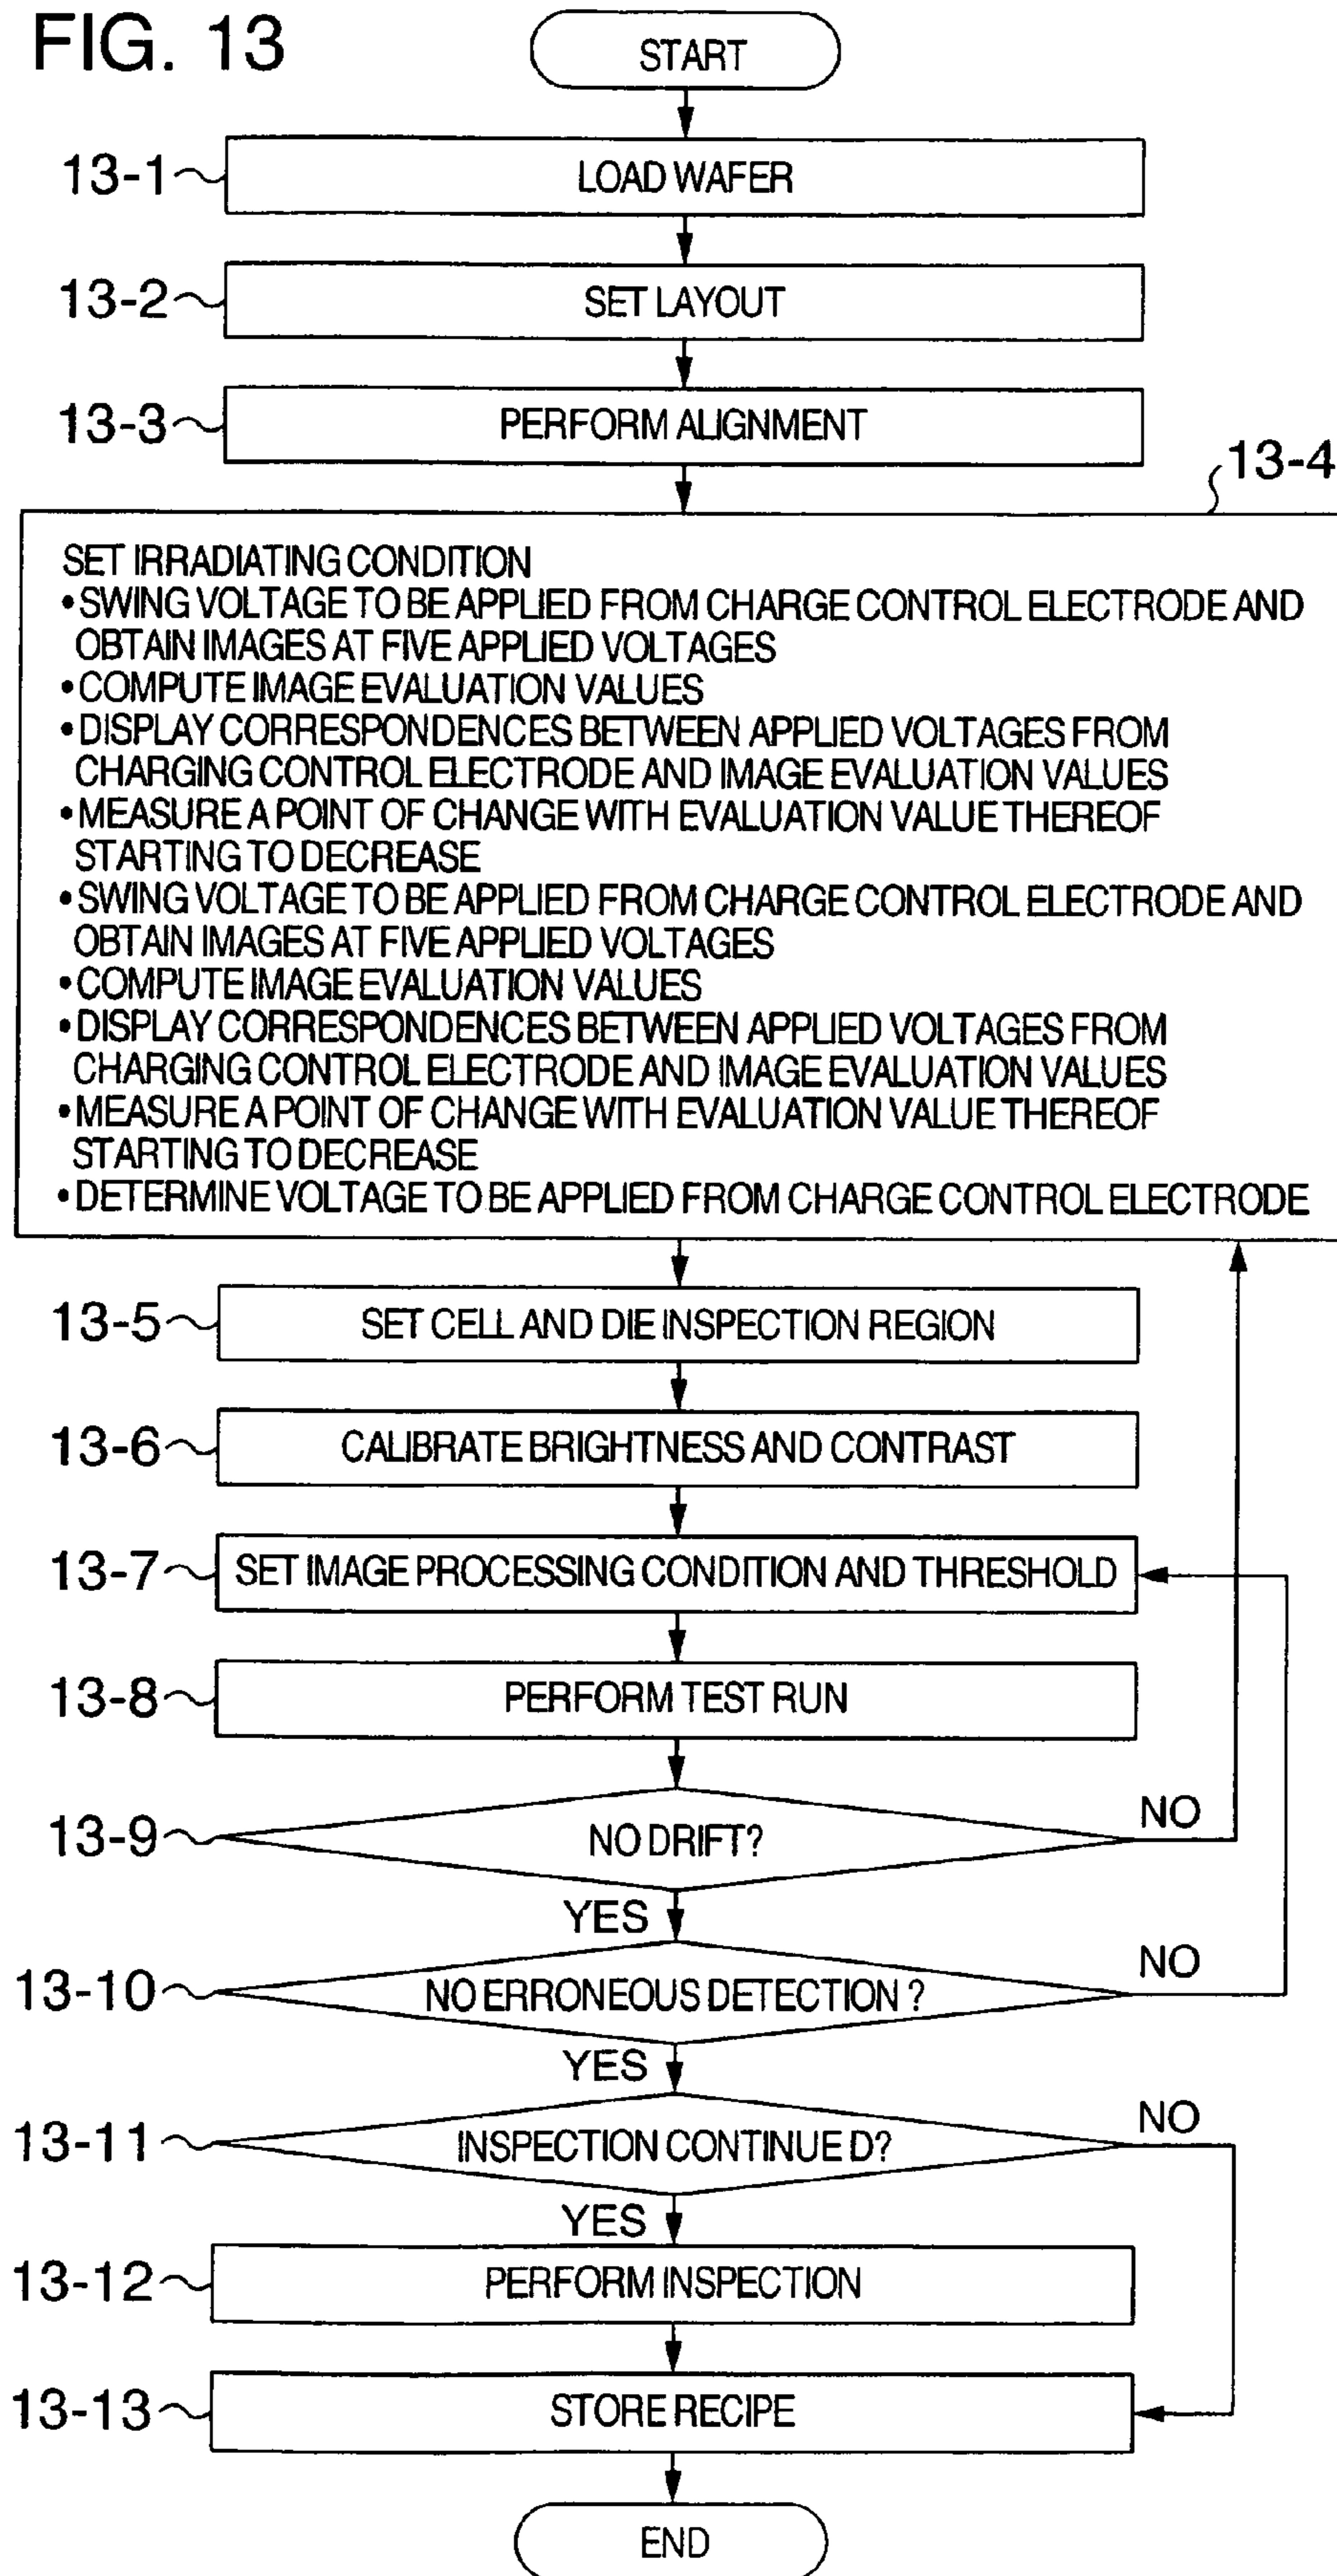 FIG. 13
START
13-1
LOAD WAFER
13-2
SET LAYOUT
13-3
PERFORM ALIGNMENT
13-4
SET IRRADIATING CONDITION
• SWING VOLTAGE TO BE APPLIED FROM CHARGE CONTROL ELECTRODE AND
OBTAIN IMAGES AT FIVE APPLIED VOLTAGES
• COMPUTE IMAGE EVALUATION VALUES
• DISPLAY CORRESPONDENCES BETWEEN APPLIED VOLTAGES FROM
CHARGING CONTROL ELECTRODE AND IMAGE EVALUATION VALUES
• MEASURE A POINT OF CHANGE WITH EVALUATION VALUE THEREOF
STARTING TO DECREASE
• SWING VOLTAGE TO BE APPLIED FROM CHARGE CONTROL ELECTRODE AND
OBTAIN IMAGES AT FIVE APPLIED VOLTAGES
• COMPUTE IMAGE EVALUATION VALUES
• DISPLAY CORRESPONDENCES BETWEEN APPLIED VOLTAGES FROM
CHARGING CONTROL ELECTRODE AND IMAGE EVALUATION VALUES
• MEASURE A POINT OF CHANGE WITH EVALUATION VALUE THEREOF
STARTING TO DECREASE
• DETERMINE VOLTAGE TO BE APPLIED FROM CHARGE CONTROL ELECTRODE
13-5
SET CELL AND DIE INSPECTION REGION
13-6
CALIBRATE BRIGHTNESS AND CONTRAST
13-7
SET IMAGE PROCESSING CONDITION AND THRESHOLD
13-8
PERFORM TEST RUN
13-9
NO DRIFT?
NO
YES
13-10
NO ERRONEOUS DETECTION ?
NO
YES
13-11
INSPECTION CONTINUE D?
NO
YES
13-12
PERFORM INSPECTION
13-13
STORE RECIPE
END